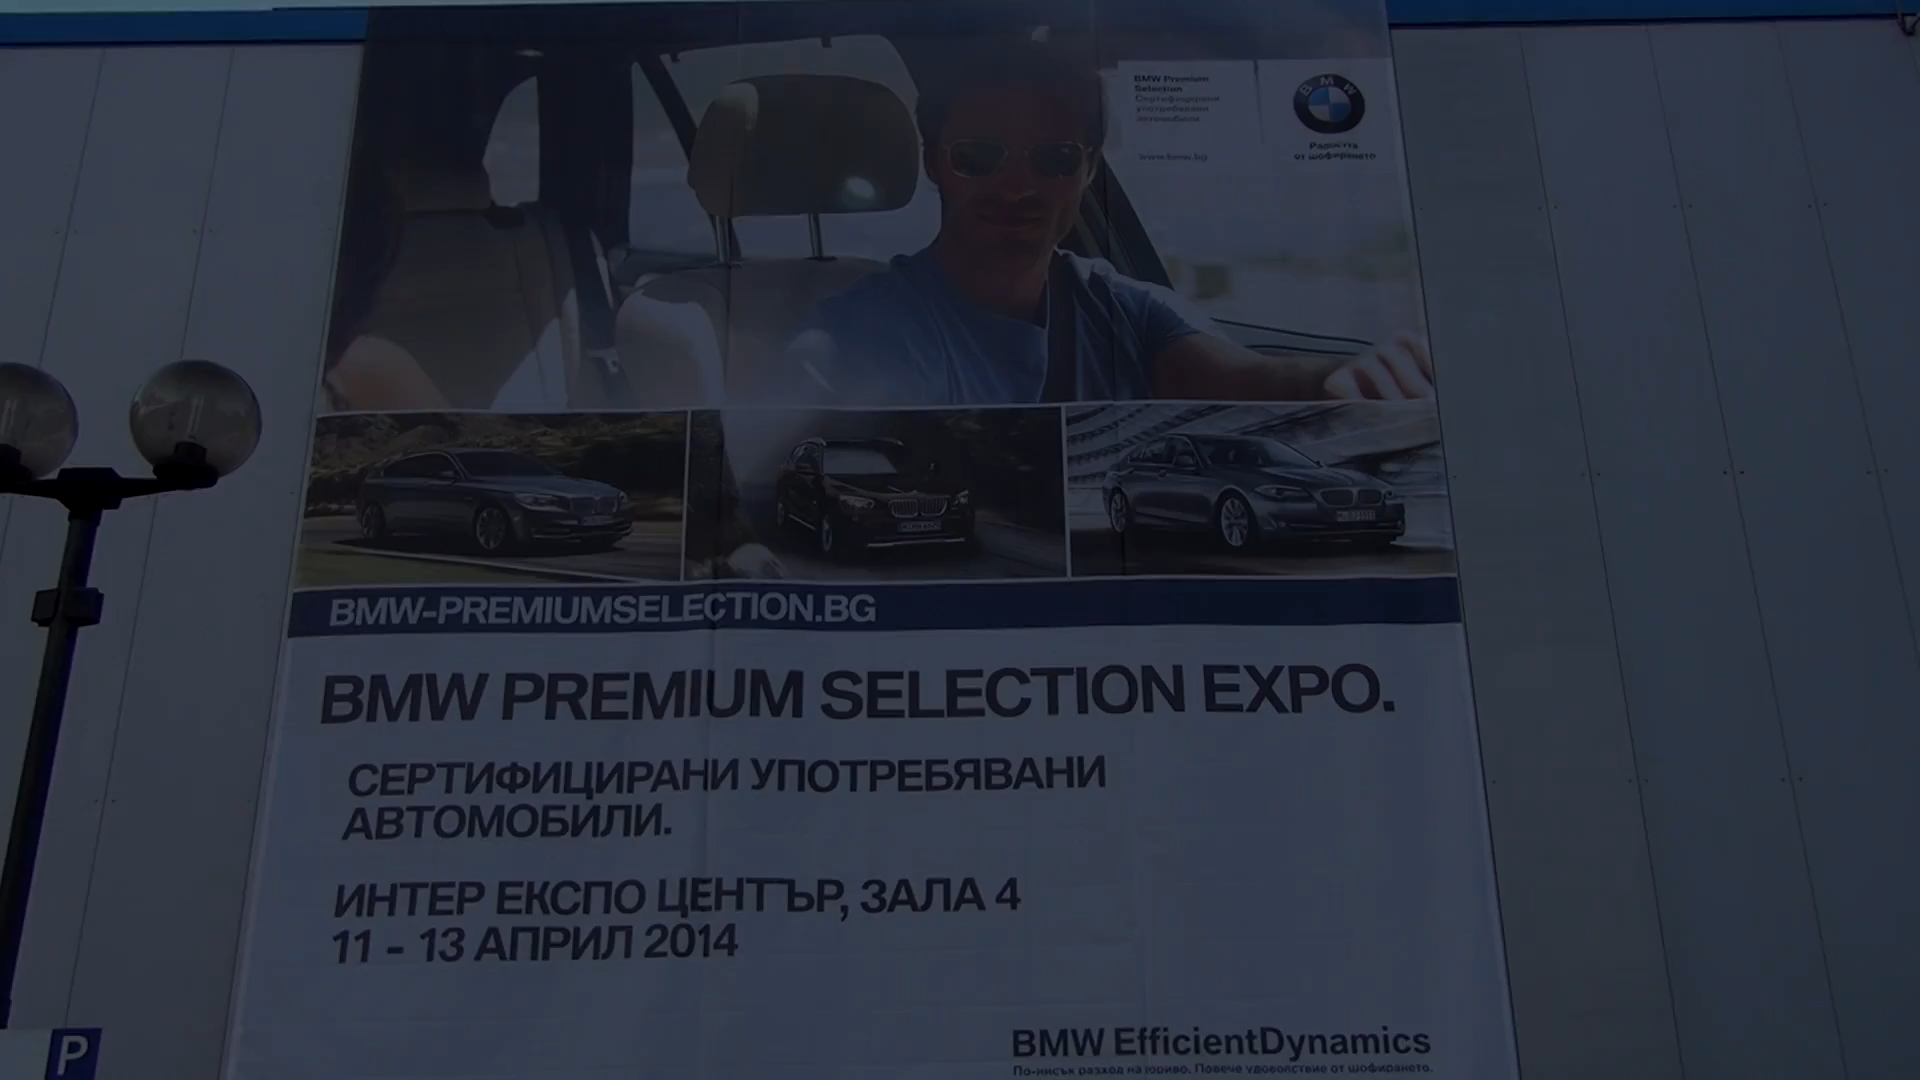 BMW Premium
Selection
Сертифицирани
употребявани
автомобили
www.bmw.bg
BMW
Радостта
от шофирането
BMW-PREMIUMSELECTION.BG
BMW PREMIUM SELECTION EXPO.
СЕРТИФИЦИРАНИ УПОТРЕБЯВАНИ
АВТОМОБИЛИ.
ИНТЕР ЕКСПО ЦЕНТЪР, ЗАЛА 4
11 - 13 АПРИЛ 2014
P
BMW EfficientDynamics
По-нисък разход на гориво. Повече удоволствие от шофирането.